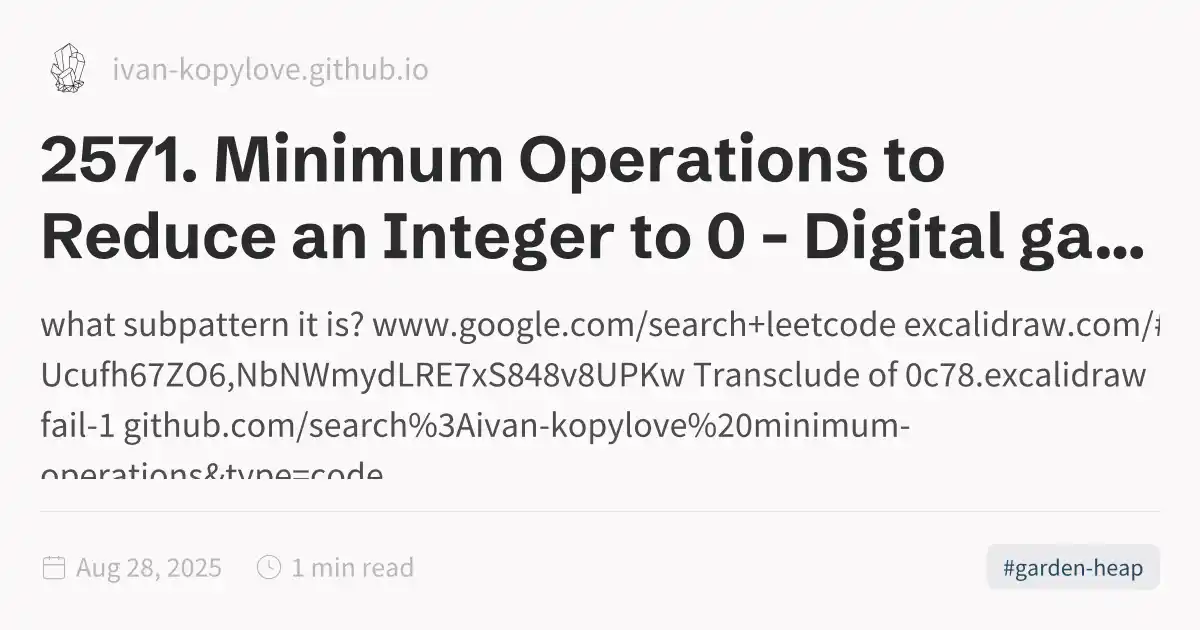 ivan-kopylove.github.io
2571. Minimum Operations to
Reduce an Integer to 0 - Digital ga...
what subpattern it is? www.google.com/search+leetcode excalidraw.com/#
Ucufh67ZO6,NbNWmydLRE7xS848v8UPKw Transclude of 0c78.excalidraw
fail-1 github.com/search%3Aivan-kopylove%20minimum-
operations&type=code
Aug 28, 2025
1 min read
#garden-heap